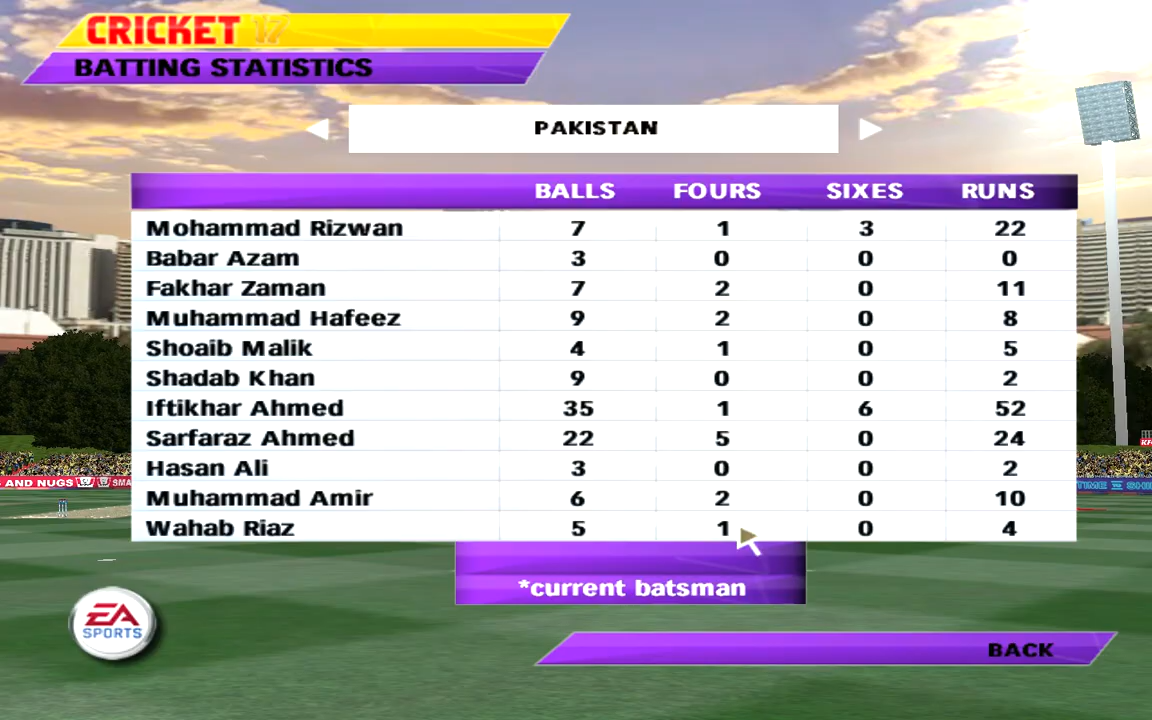 CRICKET 17
BATTING STATISTICS
PAKISTAN
BALLS FOURS SIXES RUNS
Mohammad Rizwan 7 1 3 22
Babar Azam 3 0 0 0
Fakhar Zaman 7 2 0 11
Muhammad Hafeez 9 2 0 8
Shoaib Malik 4 1 0 5
Shadab Khan 9 0 0 2
Iftikhar Ahmed 35 1 6 52
Sarfaraz Ahmed 22 5 0 24
Hasan Ali 3 0 0 2
Muhammad Amir 6 2 0 10
Wahab Riaz 5 1 0 4
AND NUGS
*current batsman
EA
SPORTS
BACK